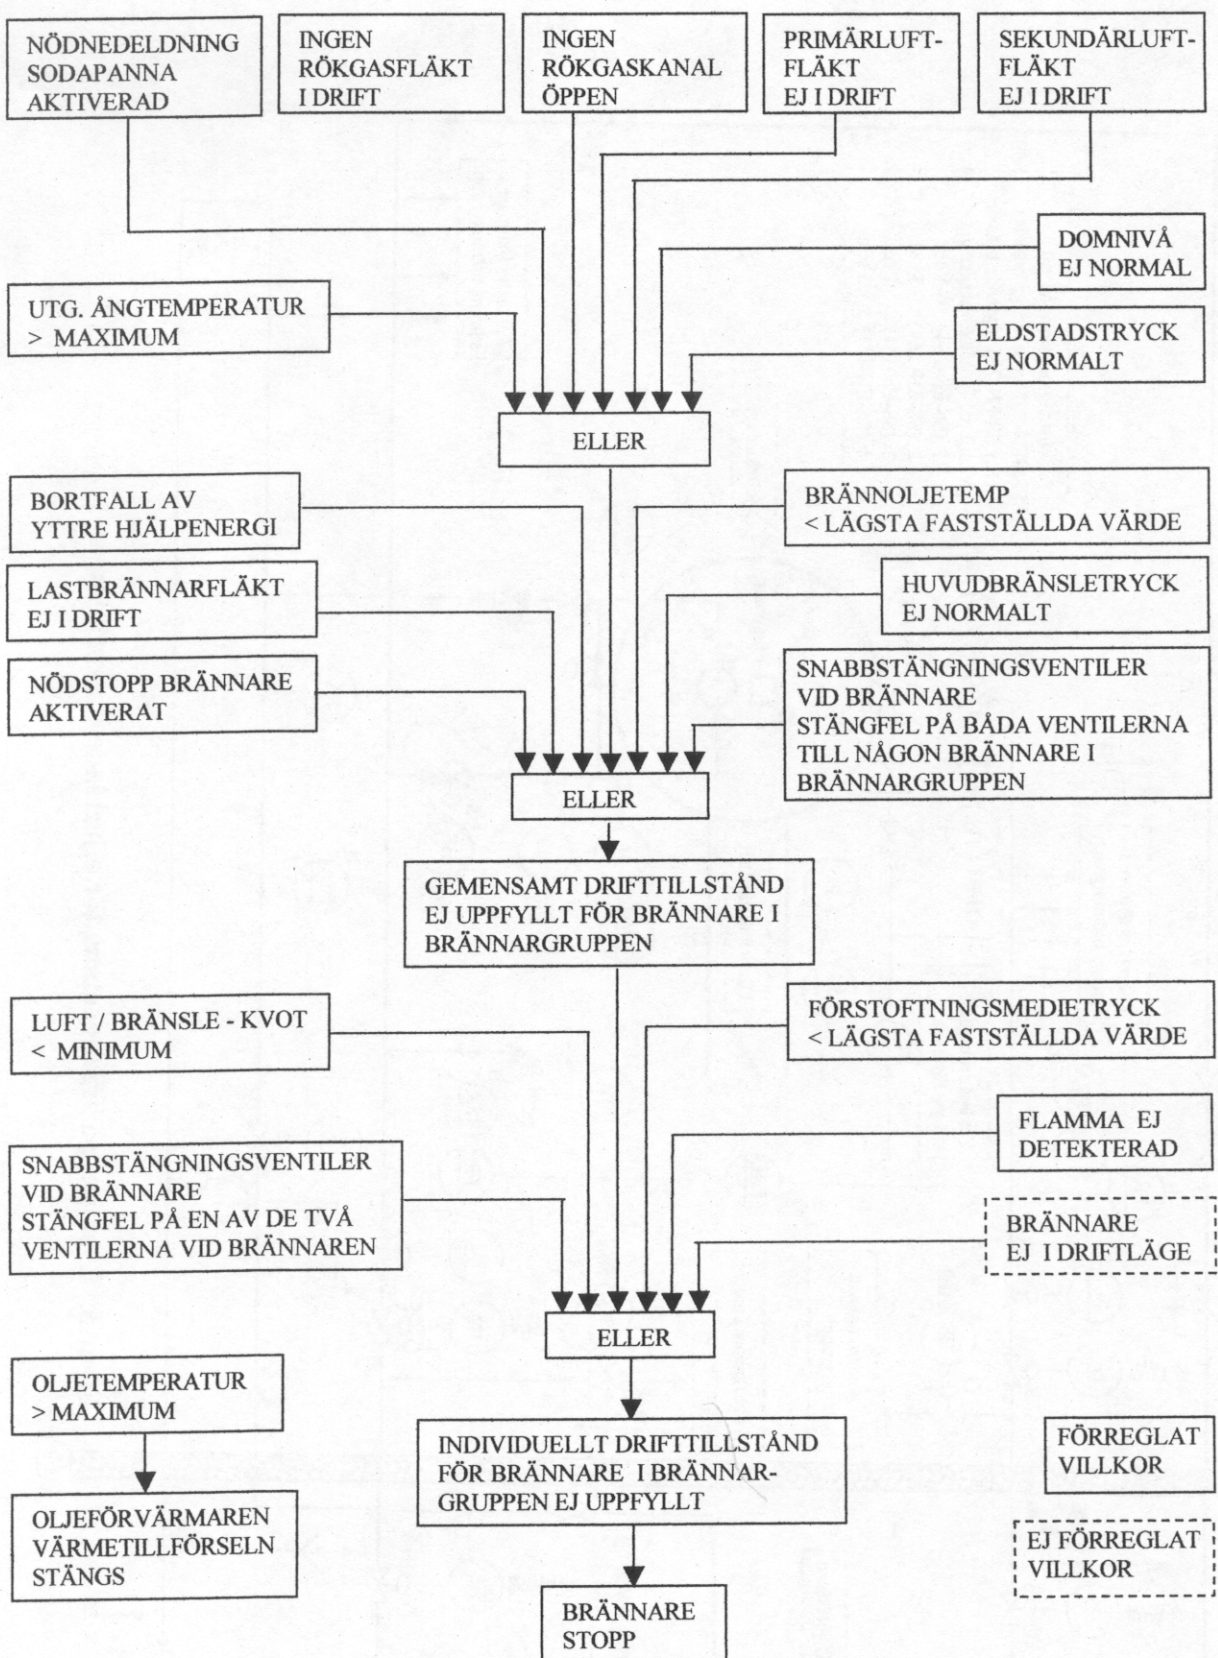 NÖDNEDELDNING
SODAPANNA
AKTIVERAD
INGEN
RÖKGASFLÄKT
I DRIFT
INGEN
RÖKGASKANAL
ÖPPEN
PRIMÄRLUFT-
FLÄKT
EJ I DRIFT
SEKUNDÄRLUFT-
FLÄKT
EJ I DRIFT
DOMNIVÅ
EJ NORMAL
UTG. ÅNGTEMPERATUR
> MAXIMUM
ELDSTADSTRYCK
EJ NORMALT
ELLER
BORTFALL AV
YTTRE HJÄLPENERGI
BRÄNNOLJETEMP
< LÄGSTA FASTSTÄLLDA VÄRDE
LASTBRÄNNARFLÄKT
EJ I DRIFT
HUVUDBRÄNSLETRYCK
EJ NORMALT
NÖDSTOPP BRÄNNARE
AKTIVERAT
SNABBSTÄNGNINGSVENTILER
VID BRÄNNARE
STÄNGFEL PÅ BÅDA VENTILERNA
TILL NÅGON BRÄNNARE I
BRÄNNARGRUPPEN
ELLER
GEMENSAMT DRIFTTILLSTÅND
EJ UPPFYLLT FÖR BRÄNNARE I
BRÄNNARGRUPPEN
LUFT / BRÄNSLE - KVOT
< MINIMUM
FÖRSTOFTNINGSMEDIETRYCK
< LÄGSTA FASTSTÄLLDA VÄRDE
FLAMMA EJ
DETEKTERAD
SNABBSTÄNGNINGSVENTILER
VID BRÄNNARE
STÄNGFEL PÅ EN AV DE TVÅ
VENTILERNA VID BRÄNNAREN
BRÄNNARE
EJ I DRIFTLÄGE
ELLER
OLJETEMPERATUR
> MAXIMUM
INDIVIDUELLT DRIFTTILLSTÅND
FÖR BRÄNNARE I BRÄNNAR-
GRUPPEN EJ UPPFYLLT
FÖRREGLAT
VILLKOR
OLJEFÖRVÄRMAREN
VÄRMETILLFÖRSELN
STÄNGS
EJ FÖRREGLAT
VILLKOR
BRÄNNARE
STOPP